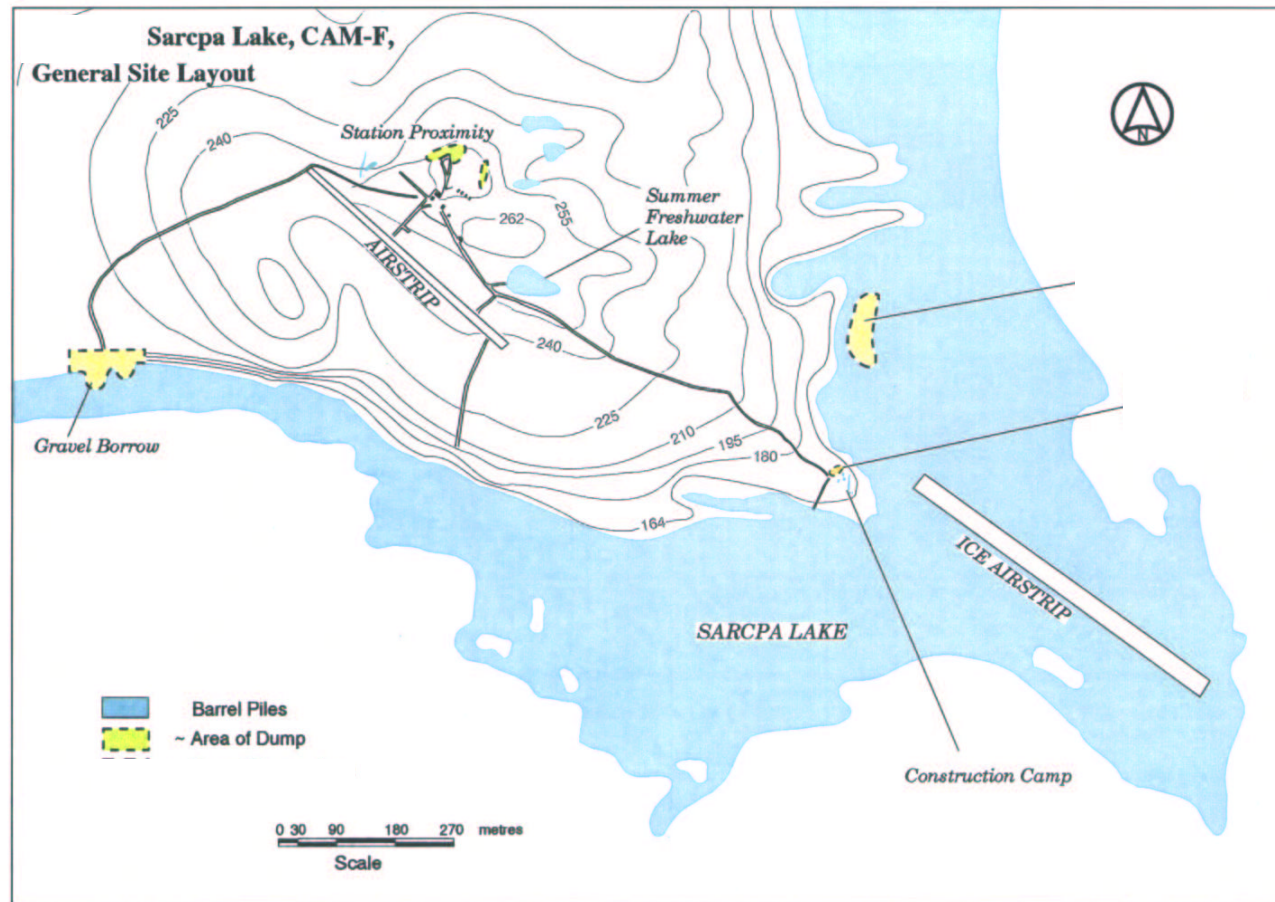 Sarcpa Lake, CAM-F,
General Site Layout
N
225
240
Station Proximity
Summer
Freshwater
Lake
262
255
AIRSTRIP
240
225
210
195
180
164
Gravel Borrow
SARCPA LAKE
ICE AIRSTRIP
Construction Camp
Barrel Piles
~ Area of Dump
0 30 90 180 270 metres
Scale